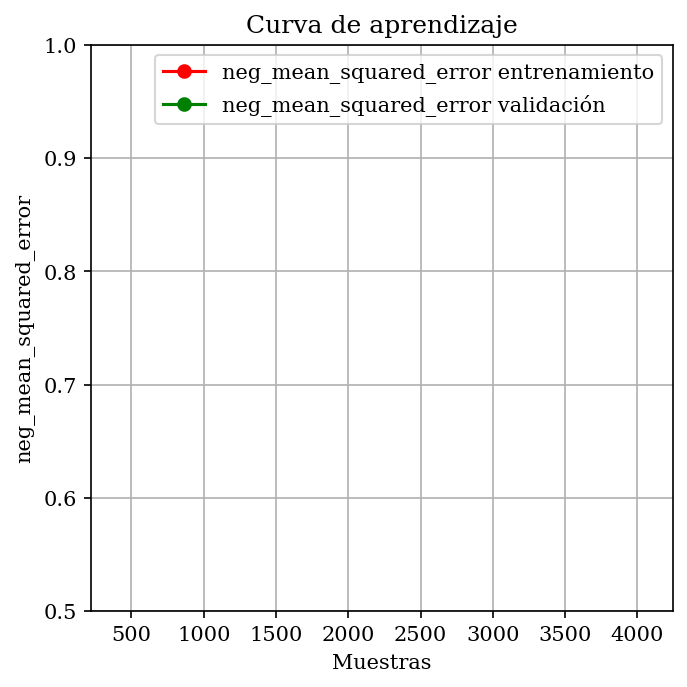 Curva de aprendizaje
neg_mean_squared_error entrenamiento
neg_mean_squared_error validación
neg_mean_squared_error
1.0
0.9
0.8
0.7
0.6
0.5
500 1000 1500 2000 2500 3000 3500 4000
Muestras